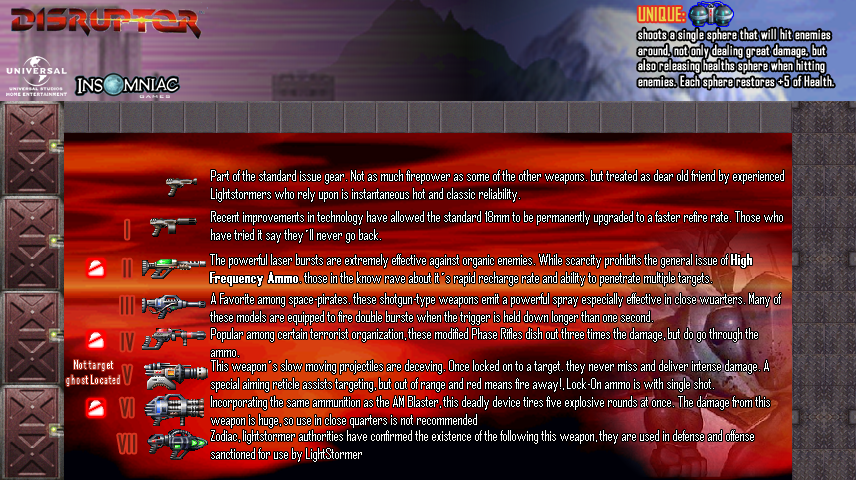 DISRUPTOR
UNIVERSAL
UNIVERSAL STUDIOS
HOME ENTERTAINMENT
INSOMNIAC
GAMES
UNIQUE:
shoots a single sphere that will hit enemies
around, not only dealing great damage, but
also releasing healths sphere when hitting
enemies. Each sphere restores +5 of Health.
Part of the standard issue gear. Not as much firepower as some of the other weapons. but treated as dear old friend by experienced
Lightstormers who rely upon is instantaneous hot and classic reliability.
I
Recent improvements in technology have allowed the standard 18mm to be permanently upgraded to a faster refire rate. Those who
have tried it say they´ll never go back.
II
The powerful laser bursts are extremely effective against organic enemies. While scarcity prohibits the general issue of High
Frequency Ammo. those in the know rave about it´s rapid recharge rate and ability to penetrate multiple targets.
III
A Favorite among space-pirates, these shotgun-type weapons emit a powerful spray especially effective in close wuarters. Many of
these models are equipped to fire double burste when the trigger is held down longer than one second.
IV
Popular among certain terrorist organization, these modified Phase Rifles dish out three times the damage, but do go through the
ammo.
Not target
ghost Located
V
This weapon´s slow moving projectiles are deceving. Once locked on to a target. they never miss and deliver intense damage. A
special aiming reticle assists targeting, but out of range and red means fire away!, Lock-On ammo is with single shot.
VI
Incorporating the same ammunition as the AM Blaster, this deadly device tires five explosive rounds at once. The damage from this
weapon is huge, so use in close quarters is not recommended
VII
Zodiac, lightstormer authorities have confirmed the existence of the following this weapon, they are used in defense and offense
sanctioned for use by LightStormer